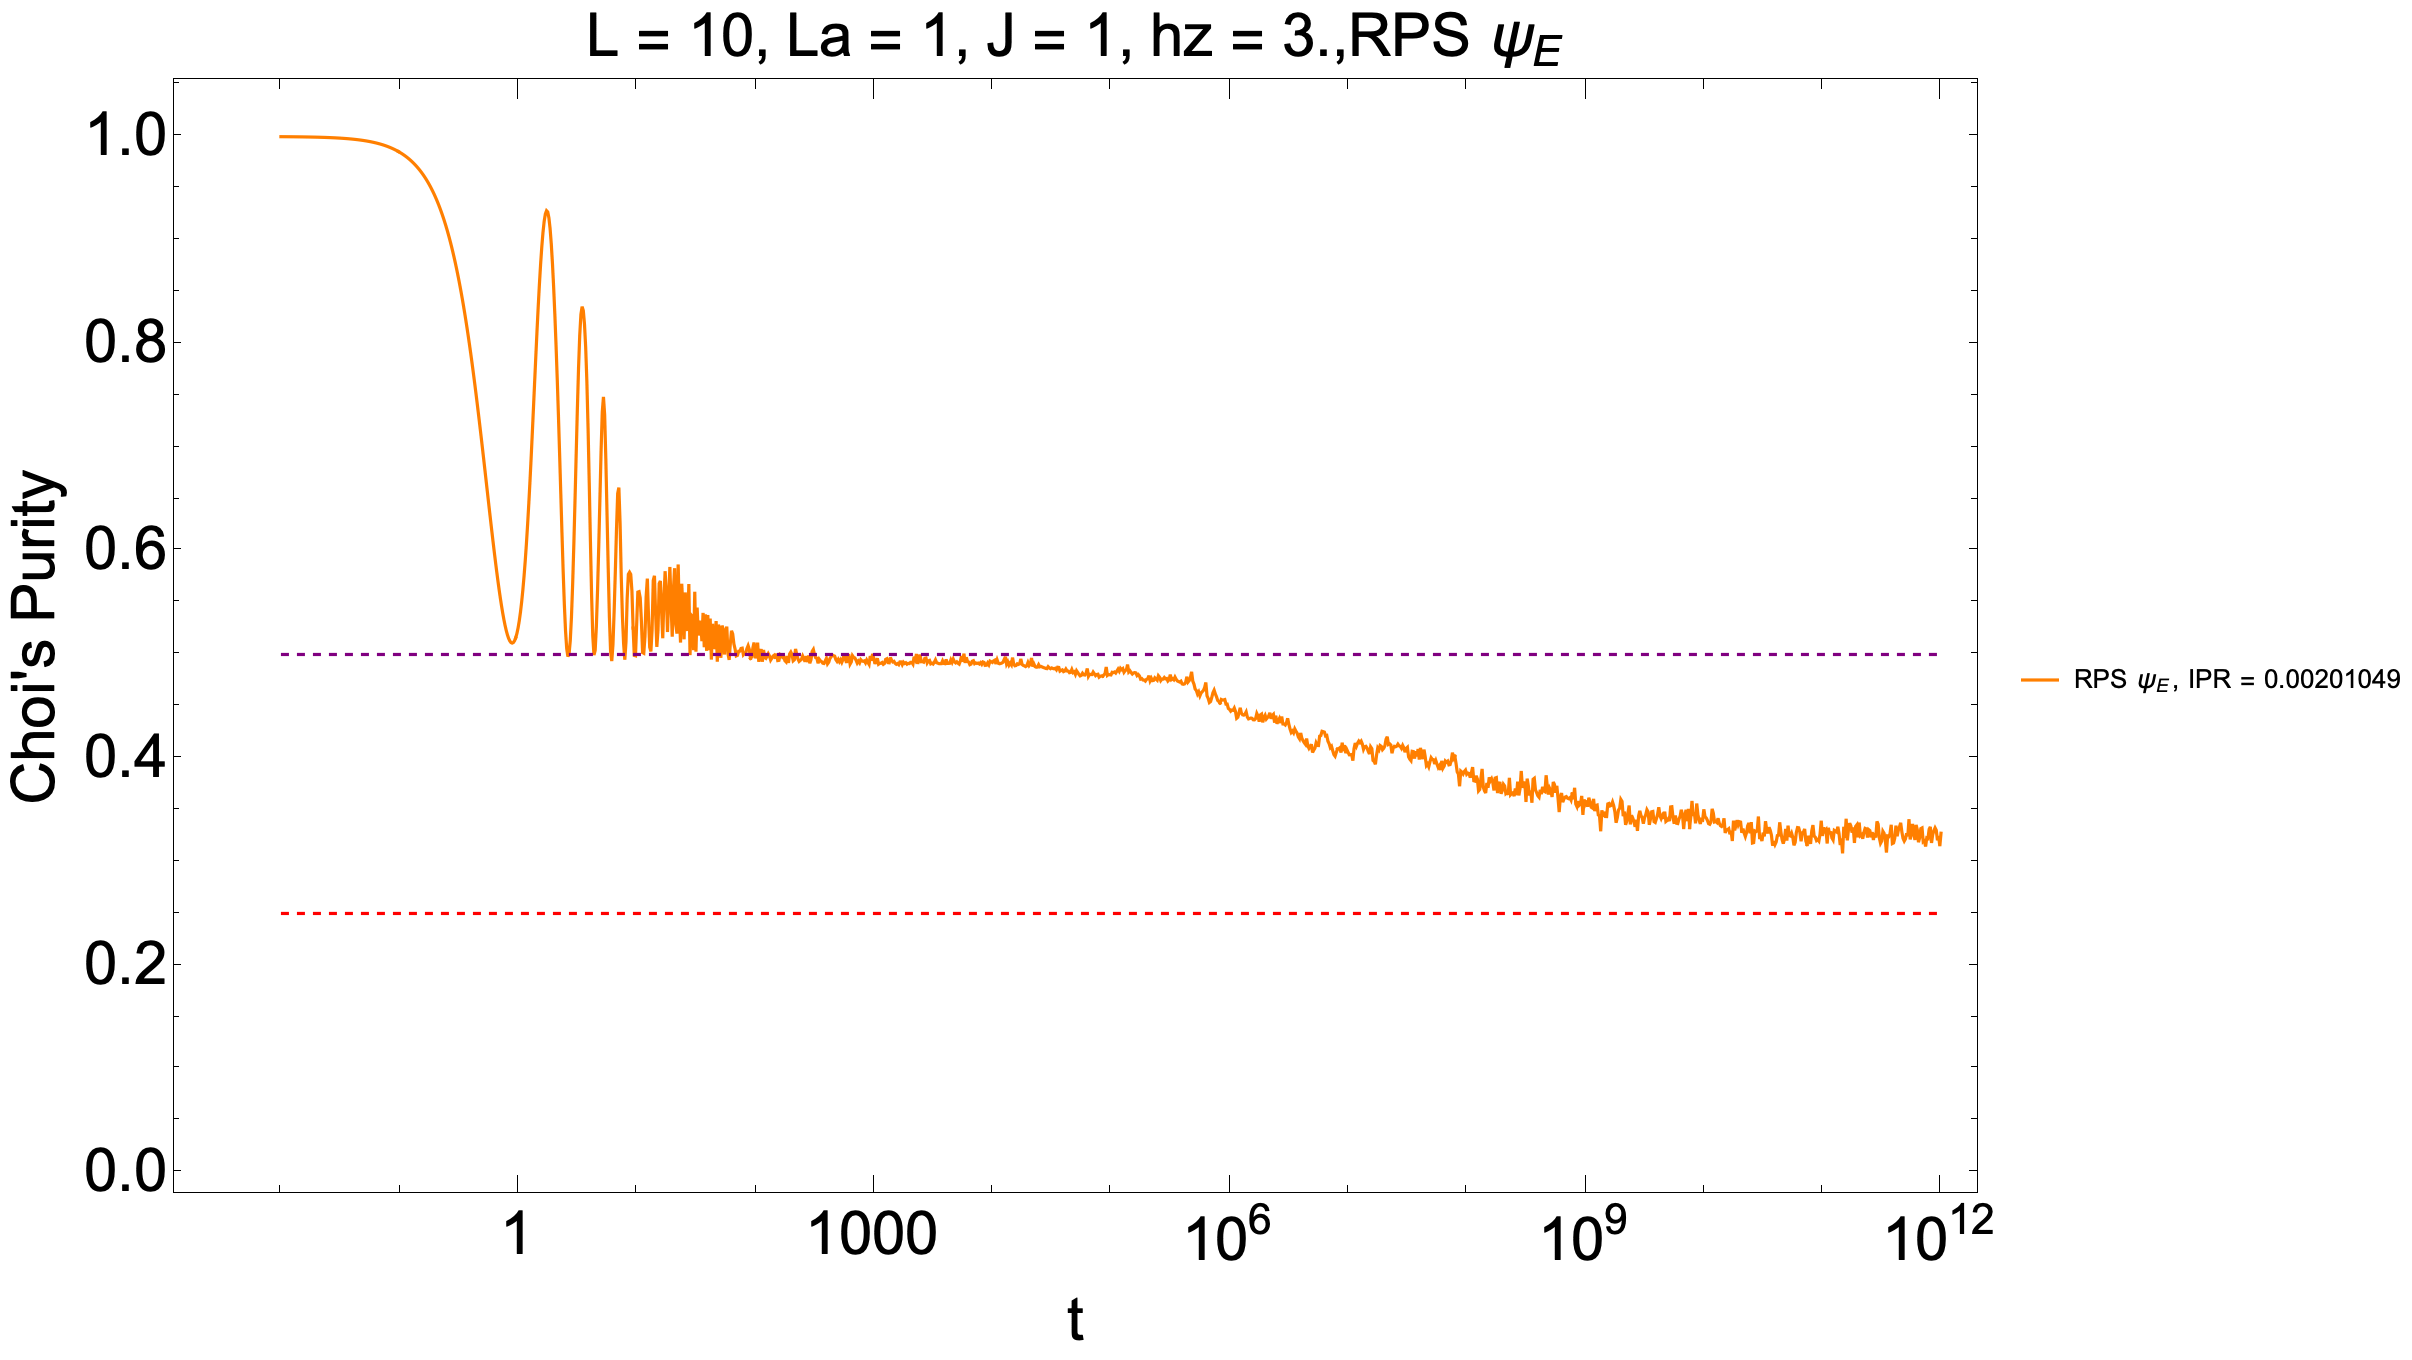 L = 10, La = 1, J = 1, hz = 3.,RPS ψE
Choi's Purity
1.0
0.8
0.6
0.4
0.2
0.0
1
1000
10^6
10^9
10^12
t
RPS ψE, IPR = 0.00201049